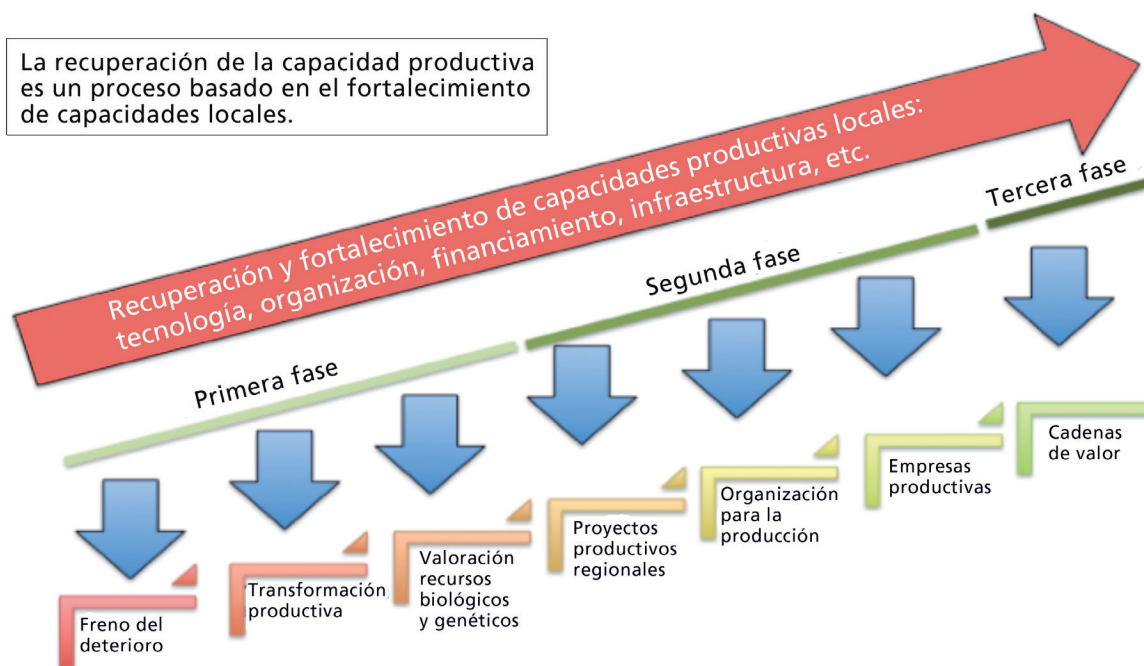 La recuperación de la capacidad productiva
es un proceso basado en el fortalecimiento
de capacidades locales.
Recuperación y fortalecimiento de capacidades productivas locales:
tecnología, organización, financiamiento, infraestructura, etc.
Primera fase
Segunda fase
Tercera fase
Freno del
deterioro
Transformación
productiva
Valoración
recursos
biológicos
y genéticos
Proyectos
productivos
regionales
Organización
para la
producción
Empresas
productivas
Cadenas
de valor